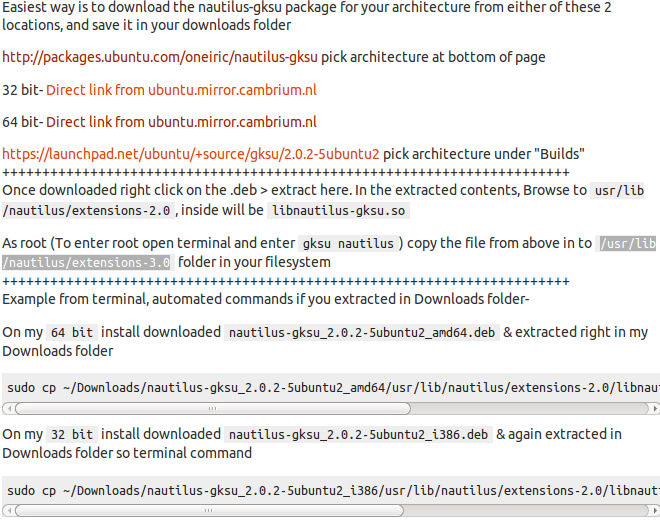 Easiest way is to download the nautilus-gksu package for your architecture from either of these 2
locations, and save it in your downloads folder
http://packages.ubuntu.com/oneiric/nautilus-gksu pick architecture at bottom of page
32 bit- Direct link from ubuntu.mirror.cambrium.nl
64 bit- Direct link from ubuntu.mirror.cambrium.nl
https://launchpad.net/ubuntu/+source/gksu/2.0.2-5ubuntu2 pick architecture under "Builds"
+++++++++++++++++++++++++++++++++++++++++++++++++++++++++++++++++++++++
Once downloaded right click on the .deb > extract here. In the extracted contents, Browse to usr/lib
/nautilus/extensions-2.0 , inside will be libnautilus-gksu.so
As root (To enter root open terminal and enter gksu nautilus ) copy the file from above in to /usr/lib
/nautilus/extensions-3.0 folder in your filesystem
+++++++++++++++++++++++++++++++++++++++++++++++++++++++++++++++++++++++
Example from terminal, automated commands if you extracted in Downloads folder-
On my 64 bit install downloaded nautilus-gksu_2.0.2-5ubuntu2_amd64.deb & extracted right in my
Downloads folder
sudo cp ~/Downloads/nautilus-gksu_2.0.2-5ubuntu2_amd64/usr/lib/nautilus/extensions-2.0/libnaut
On my 32 bit install downloaded nautilus-gksu_2.0.2-5ubuntu2_i386.deb & again extracted in
Downloads folder so terminal command
sudo cp ~/Downloads/nautilus-gksu_2.0.2-5ubuntu2_i386/usr/lib/nautilus/extensions-2.0/libnaut